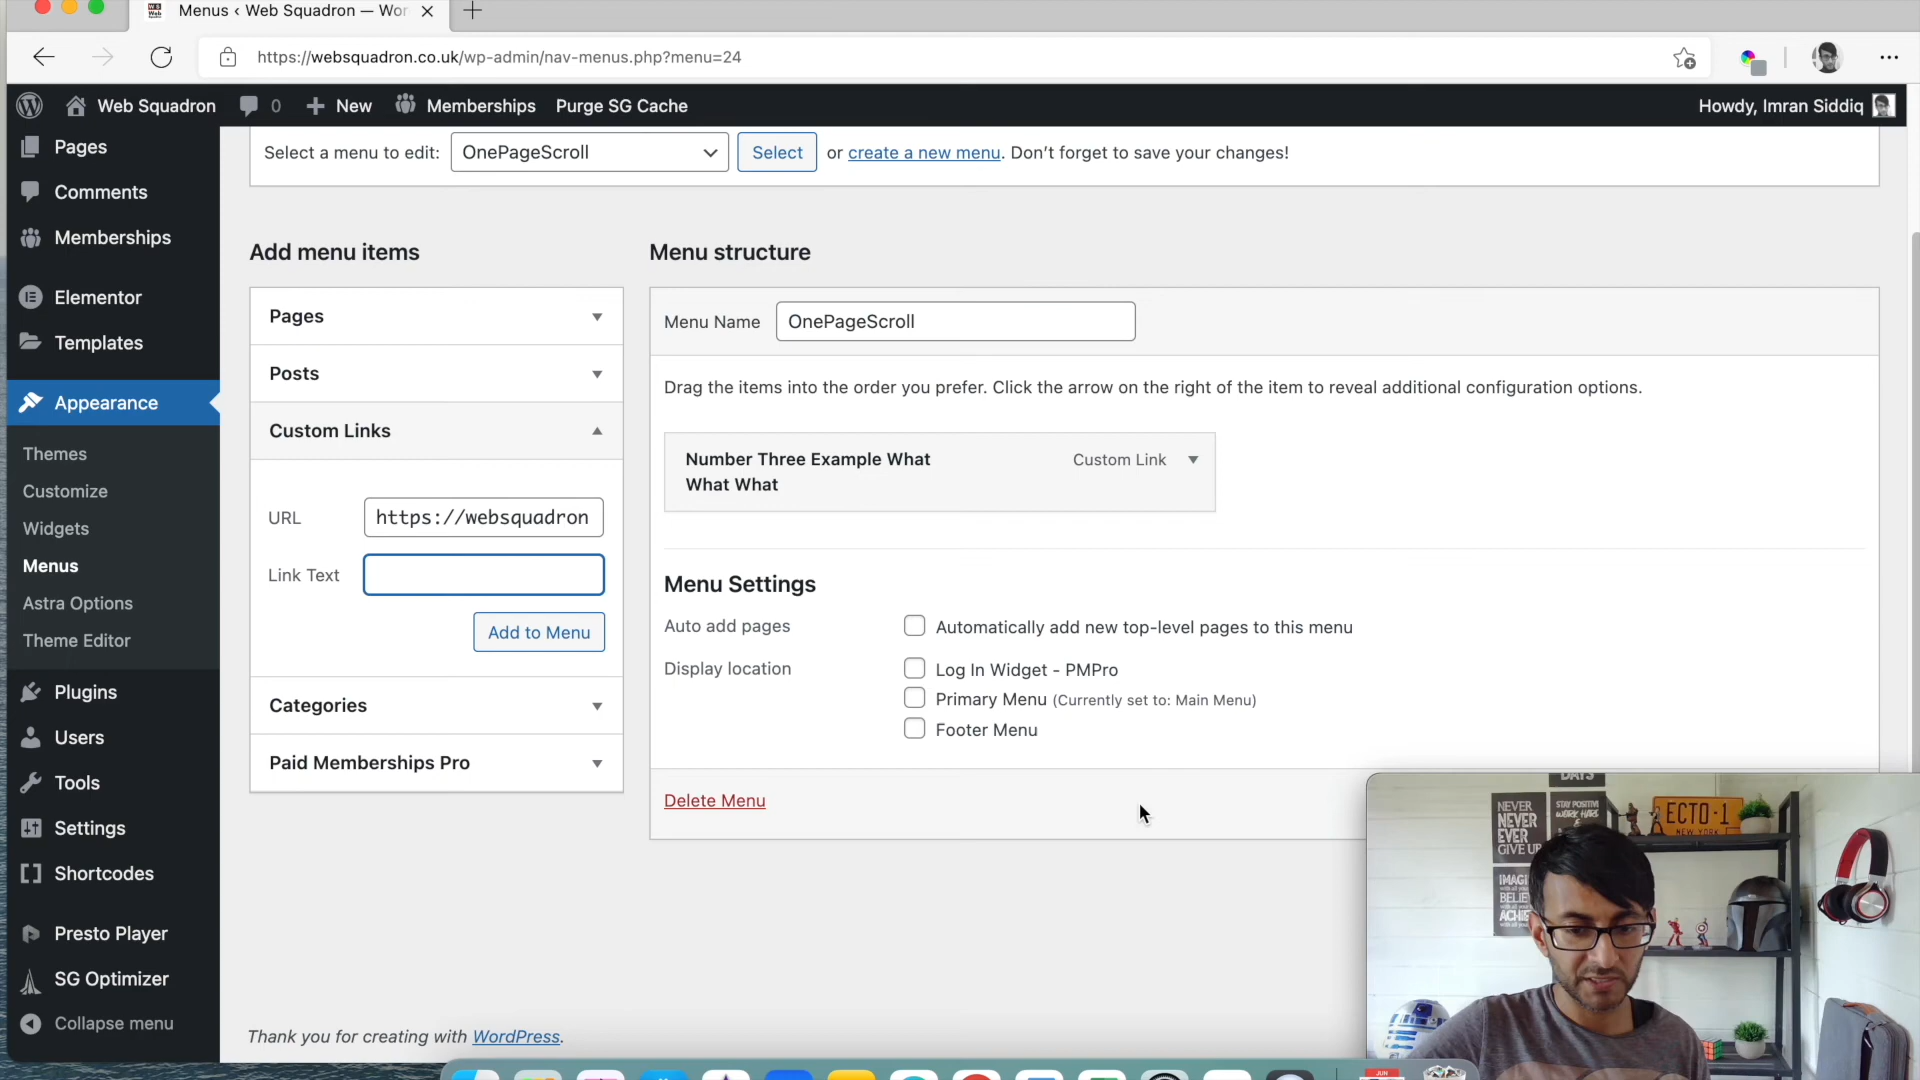 Menus ‹ Web Squadron — Wor
https://websquadron.co.uk/wp-admin/nav-menus.php?menu=24
Web Squadron 0 New Memberships Purge SG Cache Howdy, Imran Siddiq
Pages
Comments
Memberships
Elementor
Templates
Appearance
Themes
Customize
Widgets
Menus
Astra Options
Theme Editor
Plugins
Users
Tools
Settings
Shortcodes
Presto Player
SG Optimizer
Collapse menu
Select a menu to edit: OnePageScroll Select or create a new menu. Don’t forget to save your changes!
Add menu items
Pages
Posts
Custom Links
URL https://websquadron
Link Text
Add to Menu
Categories
Paid Memberships Pro
Menu structure
Menu Name OnePageScroll
Drag the items into the order you prefer. Click the arrow on the right of the item to reveal additional configuration options.
Number Three Example What Custom Link
What What
Menu Settings
Auto add pages Automatically add new top-level pages to this menu
Display location Log In Widget - PMPro
Primary Menu (Currently set to: Main Menu)
Footer Menu
Delete Menu
Thank you for creating with WordPress.
DAYS
NEVER
NEVER
EVER
GIVE UP
STAY POSITIVE
WORK HARD
ECTO-1
NEW YORK
JUN